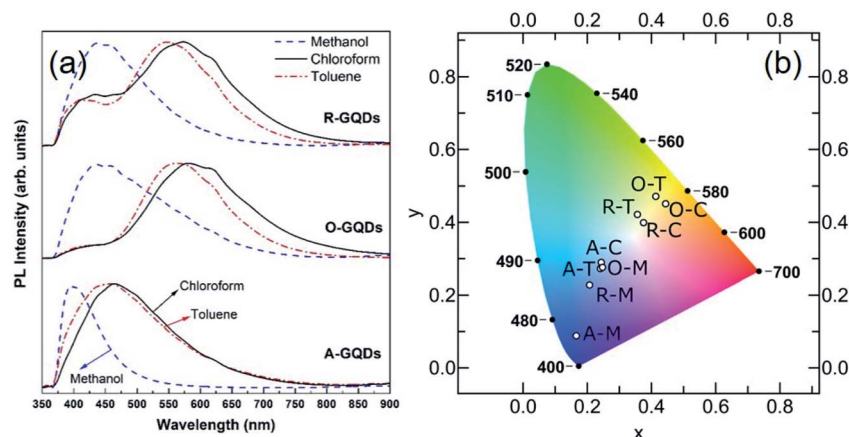 (a)
Methanol
Chloroform
Toluene
R-GQDs
O-GQDs
Chloroform
Toluene
Methanol
A-GQDs
PL Intensity (arb. units)
350 400 450 500 550 600 650 700 750 800 850 900
Wavelength (nm)
0.0 0.2 0.4 0.6 0.8
(b)
0.8
0.6
0.4
0.2
0.0
y
520
510
540
560
500
580
O-T
O-C
R-T
R-C
600
A-C
490
A-T
O-M
700
R-M
480
A-M
400
0.8
0.6
0.4
0.2
0.0
0.0 0.2 0.4 0.6 0.8
x